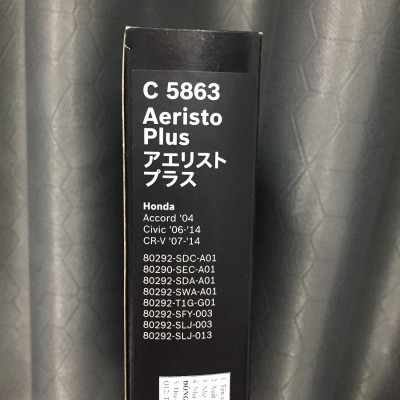 C 5863
Aeristo
Plus
アエリスト
プラス
Honda
Accord '04
Civic '06-'14
CR-V '07-'14
80292-SDC-A01
80290-SEC-A01
80292-SDA-A01
80292-SWA-A01
80292-T1G-G01
80292-SFY-003
80292-SLJ-003
80292-SLJ-013